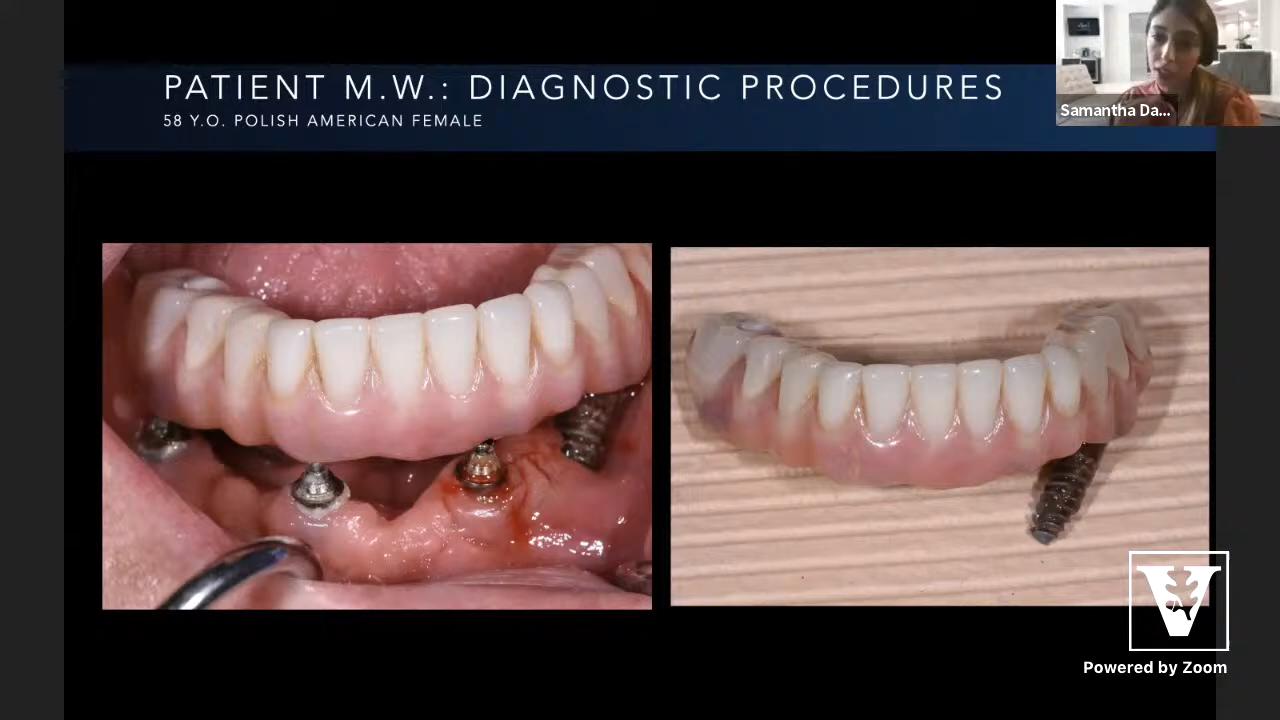 PATIENT M.W.: DIAGNOSTIC PROCEDURES
58 Y.O. POLISH AMERICAN FEMALE
Samantha Da...
V
Powered by Zoom